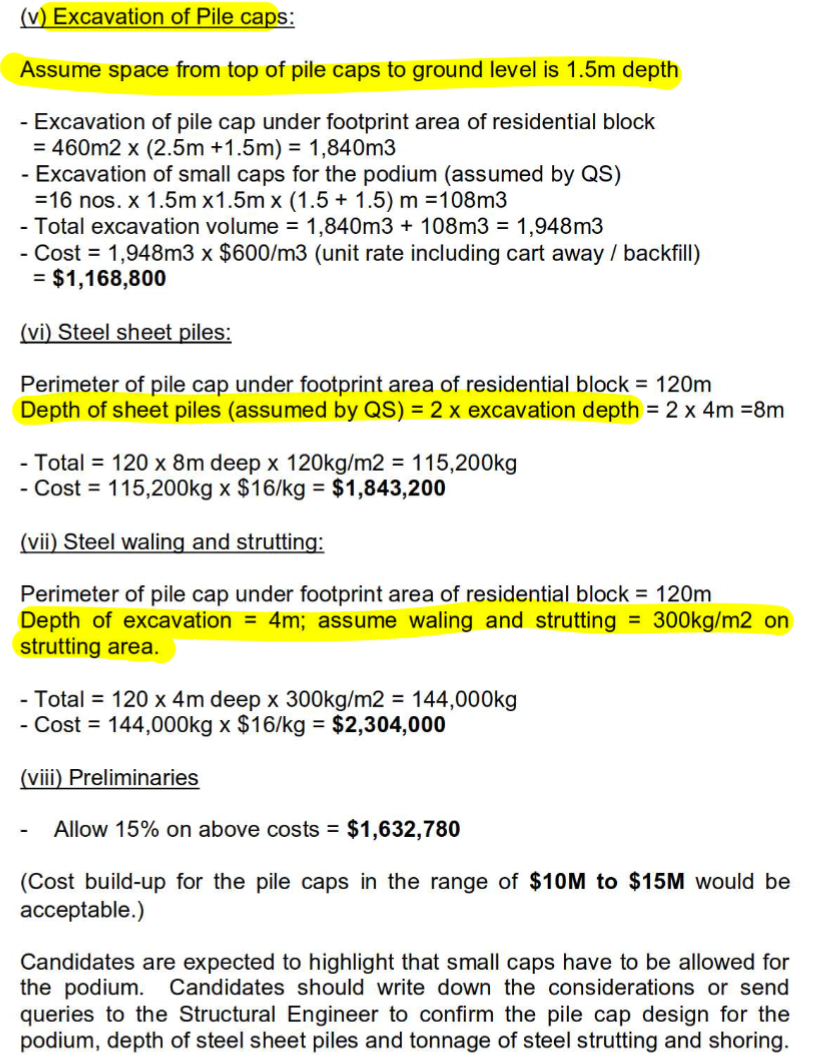 (v) Excavation of Pile caps:
Assume space from top of pile caps to ground level is 1.5m depth
- Excavation of pile cap under footprint area of residential block
= 460m2 x (2.5m +1.5m) = 1,840m3
- Excavation of small caps for the podium (assumed by QS)
=16 nos. x 1.5m x1.5m x (1.5 + 1.5) m =108m3
- Total excavation volume = 1,840m3 + 108m3 = 1,948m3
- Cost = 1,948m3 x $600/m3 (unit rate including cart away / backfill)
= $1,168,800
(vi) Steel sheet piles:
Perimeter of pile cap under footprint area of residential block = 120m
Depth of sheet piles (assumed by QS) = 2 x excavation depth = 2 x 4m =8m
- Total = 120 x 8m deep x 120kg/m2 = 115,200kg
- Cost = 115,200kg x $16/kg = $1,843,200
(vii) Steel waling and strutting:
Perimeter of pile cap under footprint area of residential block = 120m
Depth of excavation = 4m; assume waling and strutting = 300kg/m2 on
strutting area.
- Total = 120 x 4m deep x 300kg/m2 = 144,000kg
- Cost = 144,000kg x $16/kg = $2,304,000
(viii) Preliminaries
- Allow 15% on above costs = $1,632,780
(Cost build-up for the pile caps in the range of $10M to $15M would be
acceptable.)
Candidates are expected to highlight that small caps have to be allowed for
the podium. Candidates should write down the considerations or send
queries to the Structural Engineer to confirm the pile cap design for the
podium, depth of steel sheet piles and tonnage of steel strutting and shoring.